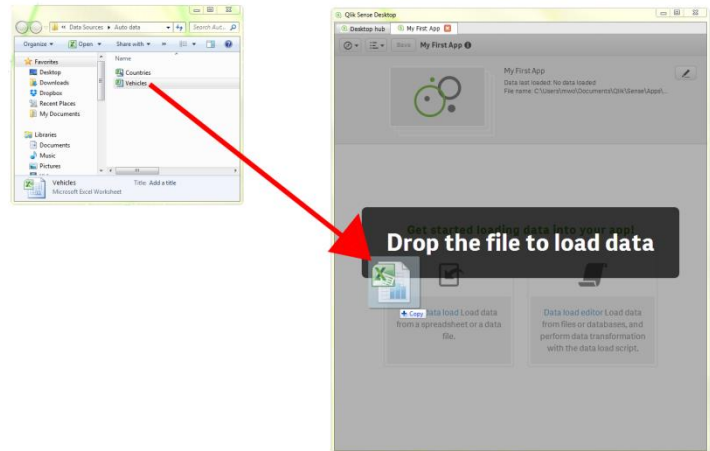 « Data Sources ▸ Auto data
Search Aut...
Organize
Open
Share with
»
Favorites
Desktop
Downloads
Dropbox
Recent Places
My Documents
Libraries
Documents
Music
Pictures
Name
Countries
Vehicles
Vehicles
Title: Add a title
Microsoft Excel Worksheet
Qlik Sense Desktop
Desktop hub
My First App
Save
My First App
My First App
Data last loaded: No data loaded
File name: C:\Users\mwo\Documents\Qlik\Sense\Apps\...
Get started loading data into your app!
Drop the file to load data
Copy
data load Load data
from a spreadsheet or a data
file.
Data load editor Load data
from files or databases, and
perform data transformation
with the data load script.